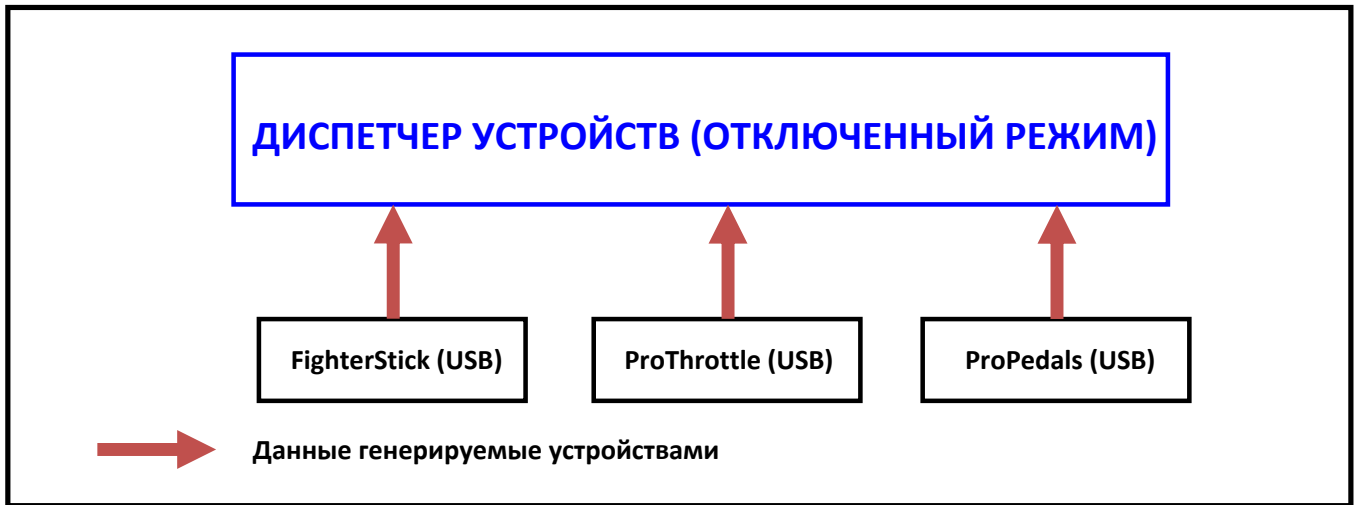 ДИСПЕТЧЕР УСТРОЙСТВ (ОТКЛЮЧЕННЫЙ РЕЖИМ)
FighterStick (USB)
ProThrottle (USB)
ProPedals (USB)
Данные генерируемые устройствами